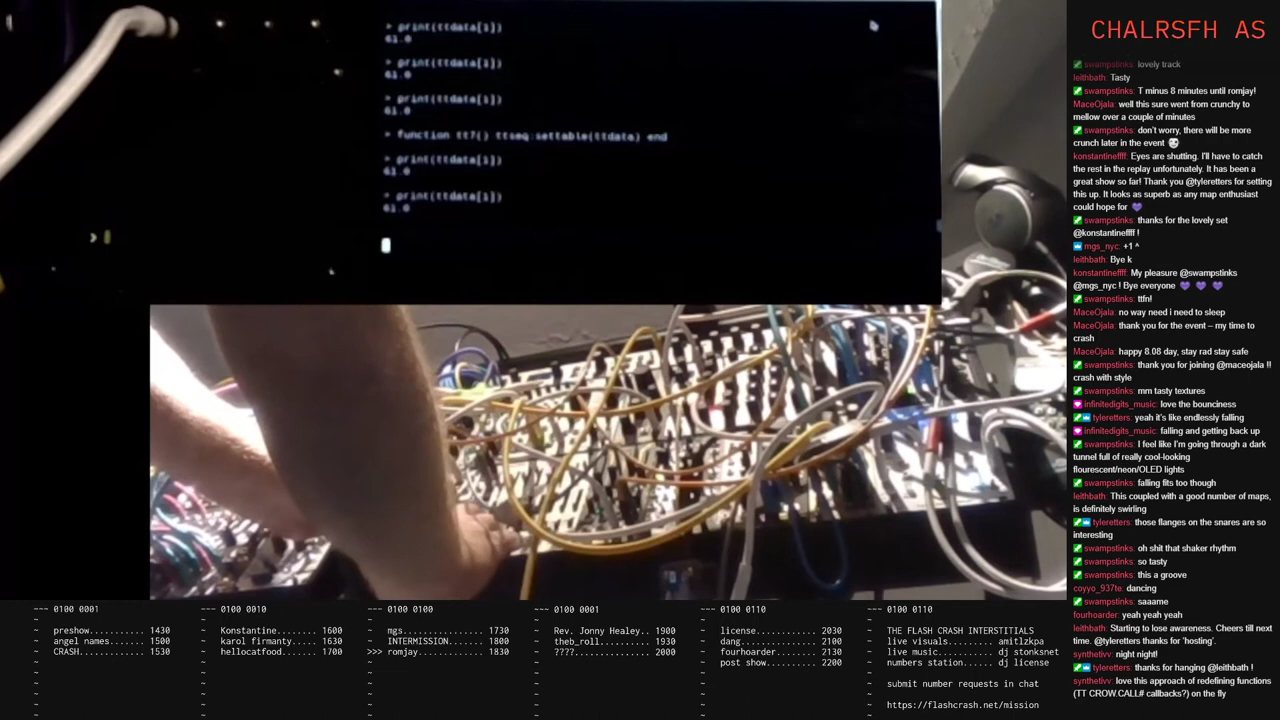 > print(ttdata[i])
61.0
> print(ttdata[i])
61.0
> print(ttdata[i])
61.0
> function tt7() ttseq:settable(ttdata) end
> print(ttdata[i])
61.0
> print(ttdata[i])
61.0
CHALRSFH AS
swampstinks: lovely track
leithbath: Tasty
swampstinks: T minus 8 minutes until romjay!
MaceOjala: well this sure went from crunchy to
mellow over a couple of minutes
swampstinks: don't worry, there will be more
crunch later in the event
konstantineffff: Eyes are shutting. I'll have to catch
the rest in the replay unfortunately. It has been a
great show so far! Thank you @tyleretters for setting
this up. It looks as superb as any map enthusiast
could hope for 💜
swampstinks: thanks for the lovely set
@konstantineffff !
mgs_nyc: +1 ^
leithbath: Bye k
konstantineffff: My pleasure @swampstinks
@mgs_nyc ! Bye everyone 💜 💜 💜
swampstinks: ttfn!
MaceOjala: no way need i need to sleep
MaceOjala: thank you for the event – my time to
crash
MaceOjala: happy 8.08 day, stay rad stay safe
swampstinks: thank you for joining @maceojala !!
crash with style
swampstinks: mm tasty textures
infinitedigits_music: love the bounciness
tyleretters: yeah it's like endlessly falling
infinitedigits_music: falling and getting back up
swampstinks: I feel like I'm going through a dark
tunnel full of really cool-looking
flourescent/neon/OLED lights
swampstinks: falling fits too though
leithbath: This coupled with a good number of maps,
is definitely swirling
tyleretters: those flanges on the snares are so
interesting
swampstinks: oh shit that shaker rhythm
swampstinks: so tasty
swampstinks: this a groove
coyyo_937te: dancing
swampstinks: saaame
fourhoarder: yeah yeah yeah
leithbath: Starting to lose awareness. Cheers till next
time. @tyleretters thanks for 'hosting'.
synthetivv: night night!
tyleretters: thanks for hanging @leithbath !
synthetivv: love this approach of redefining functions
(TT CROW.CALL# callbacks?) on the fly
~~~ 0100 0001
~
~ preshow.......... 1430
~ angel names...... 1500
~ CRASH............ 1530
~~~ 0100 0010
~
~ Konstantine....... 1600
~ karol firmanty.... 1630
~ hellocatfood...... 1700
~~~ 0100 0100
~
~ mgs............... 1730
~ INTERMISSION...... 1800
>>> romjay............ 1830
~~~ 0100 0001
~
~ Rev. Jonny Healey.. 1900
~ theb_roll......... 1930
~ ????.............. 2000
~~~ 0100 0110
~
~ license........... 2030
~ dang.............. 2100
~ fourhoarder....... 2130
~ post show......... 2200
~~~ 0100 0110
~
~ THE FLASH CRASH INTERSTITIALS
~ live visuals...... amitlzkpa
~ live music........ dj stonksnet
~ numbers station... dj license
~
~ submit number requests in chat
~
~ https://flashcrash.net/mission